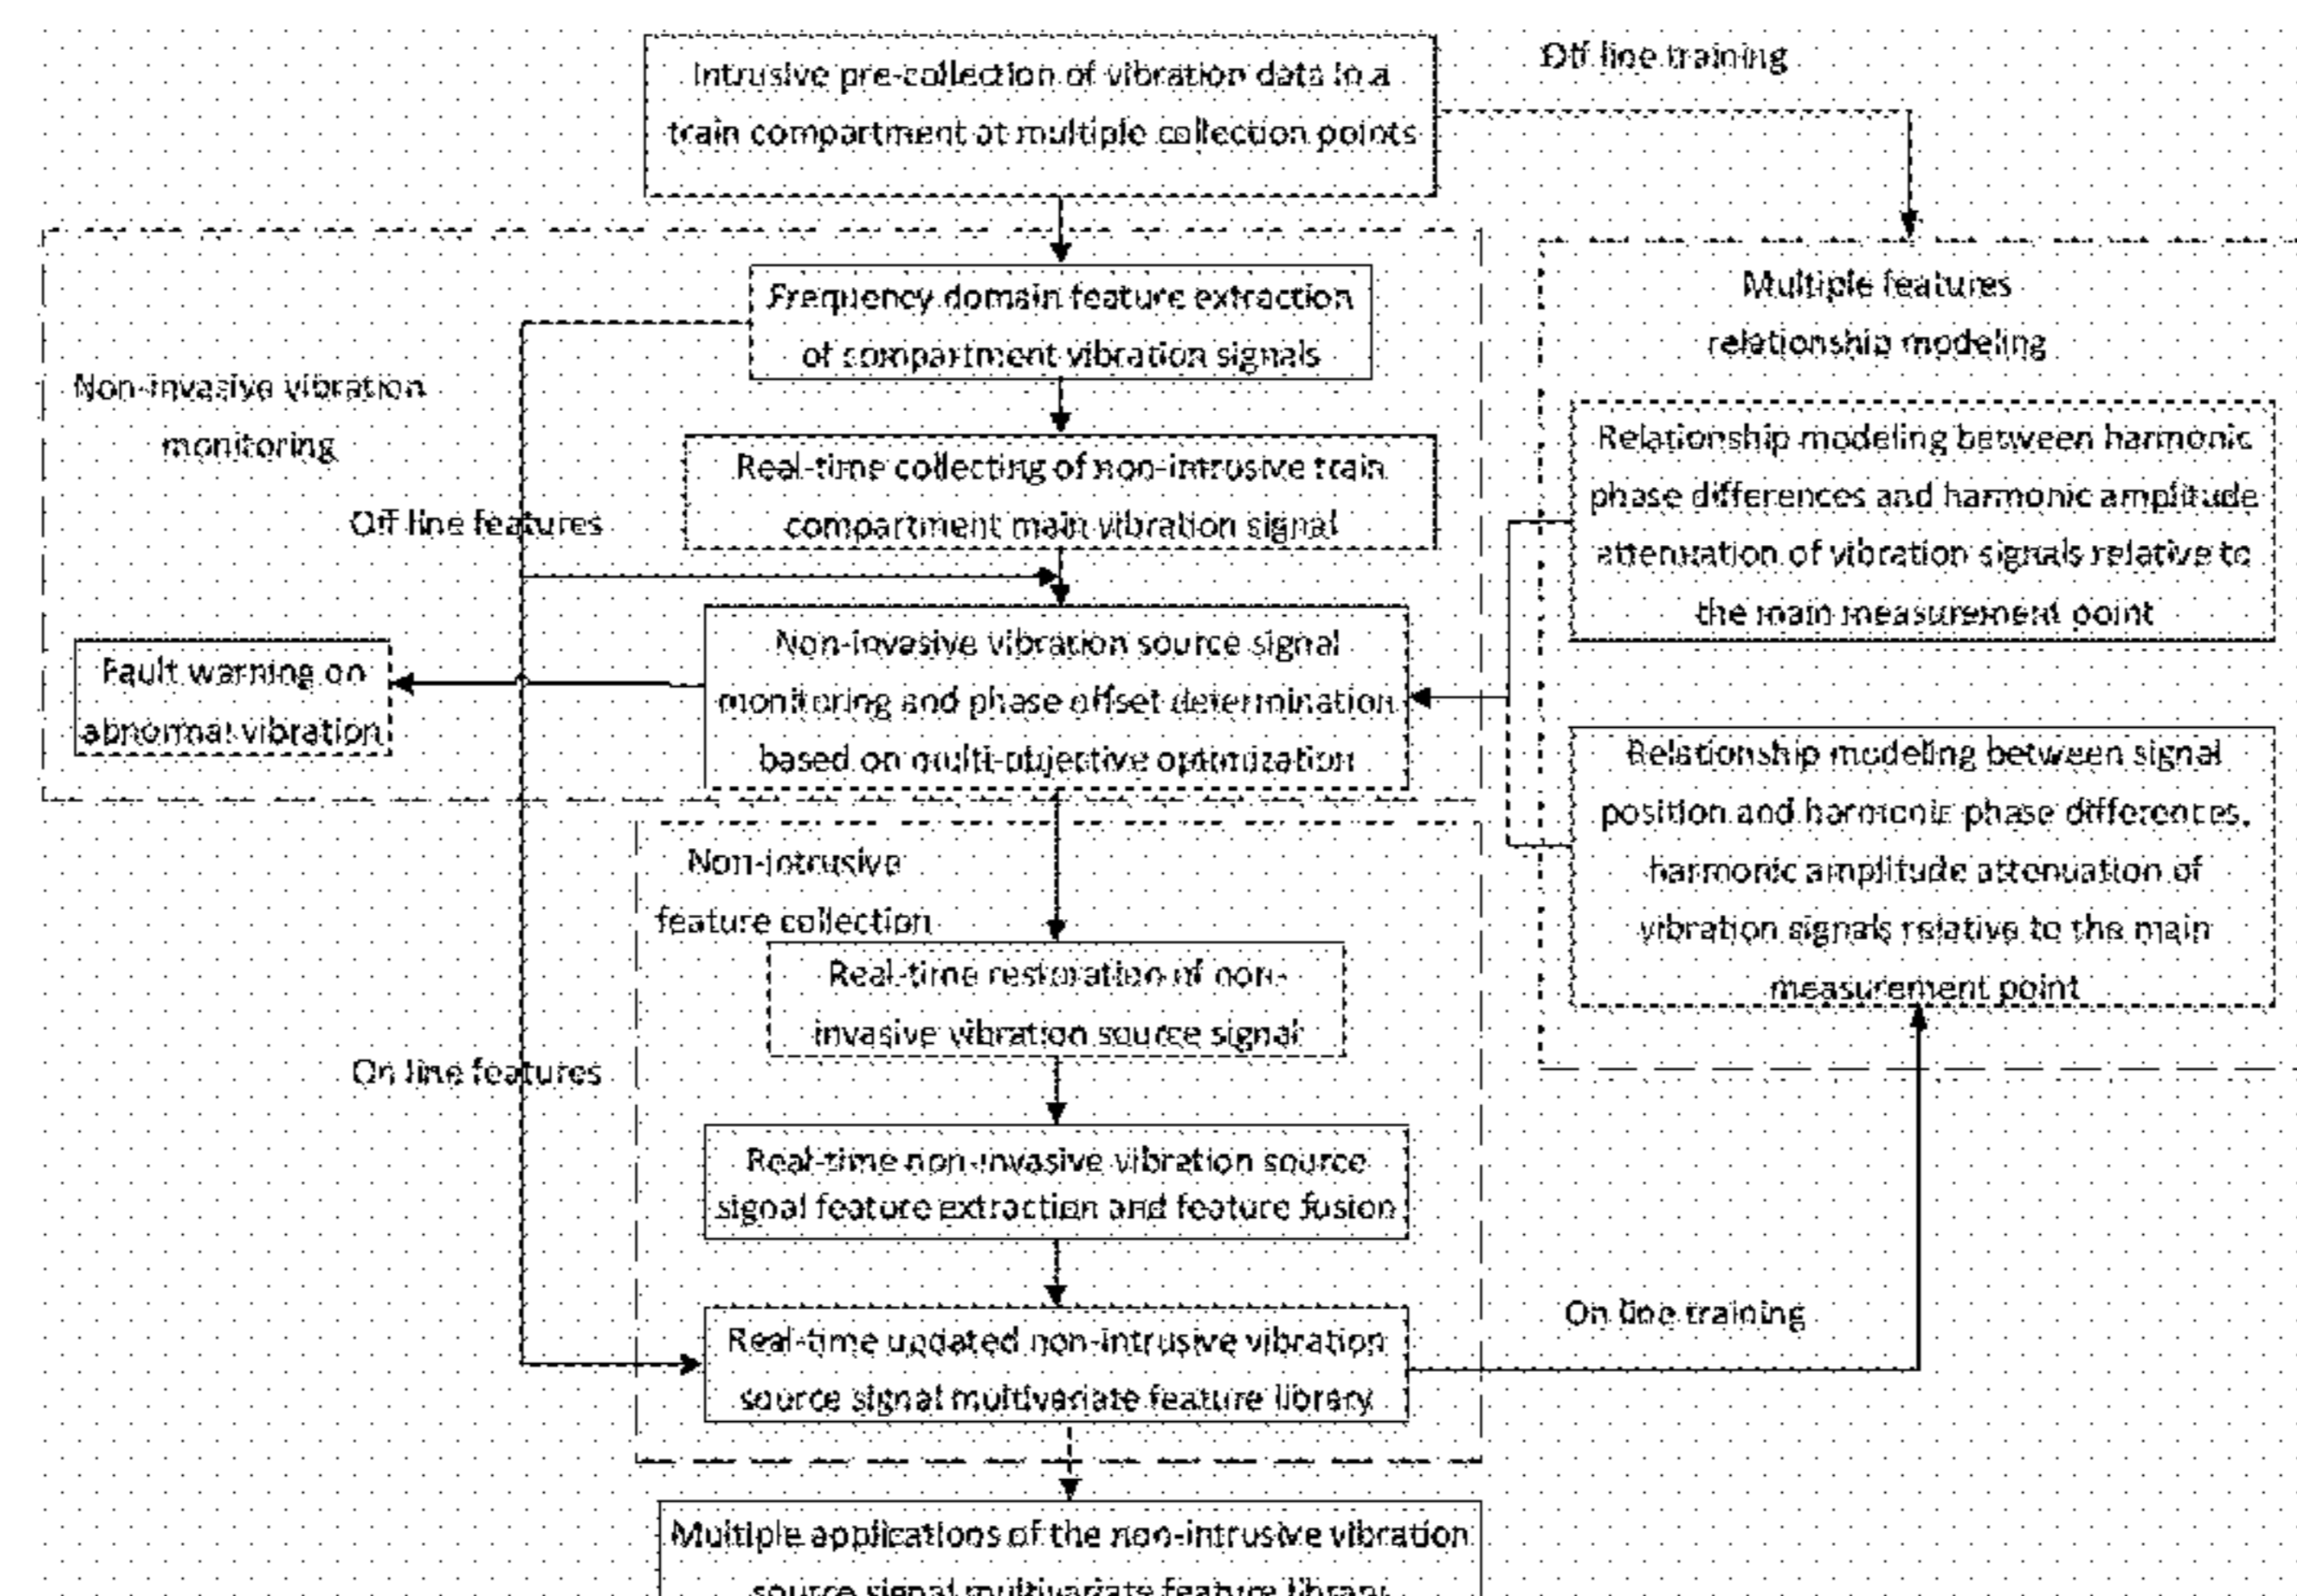 Intrusive pre-collection of vibration data in a
train compartment at multiple collection points
Off line training
Frequency domain feature extraction
of compartment vibration signals
Multiple features
relationship modeling
Non-invasive vibration
monitoring
Real-time collecting of non-intrusive train
compartment main vibration signal
Off line features
Relationship modeling between harmonic
phase differences and harmonic amplitude
attenuation of vibration signals relative to
the main measurement point
Non-invasive vibration source signal
monitoring and phase offset determination
based on multi-objective optimization
Fault warning on
abnormal vibration
Relationship modeling between signal
position and harmonic phase differences,
harmonic amplitude attenuation of
vibration signals relative to the main
measurement point
Non-intrusive
feature collection
Real-time restoration of non-
invasive vibration source signal
On line features
Real-time non-invasive vibration source
signal feature extraction and feature fusion
Real-time updated non-intrusive vibration
source signal multivariate feature library
On line training
Multiple applications of the non-intrusive vibration
source signal multivariate feature library